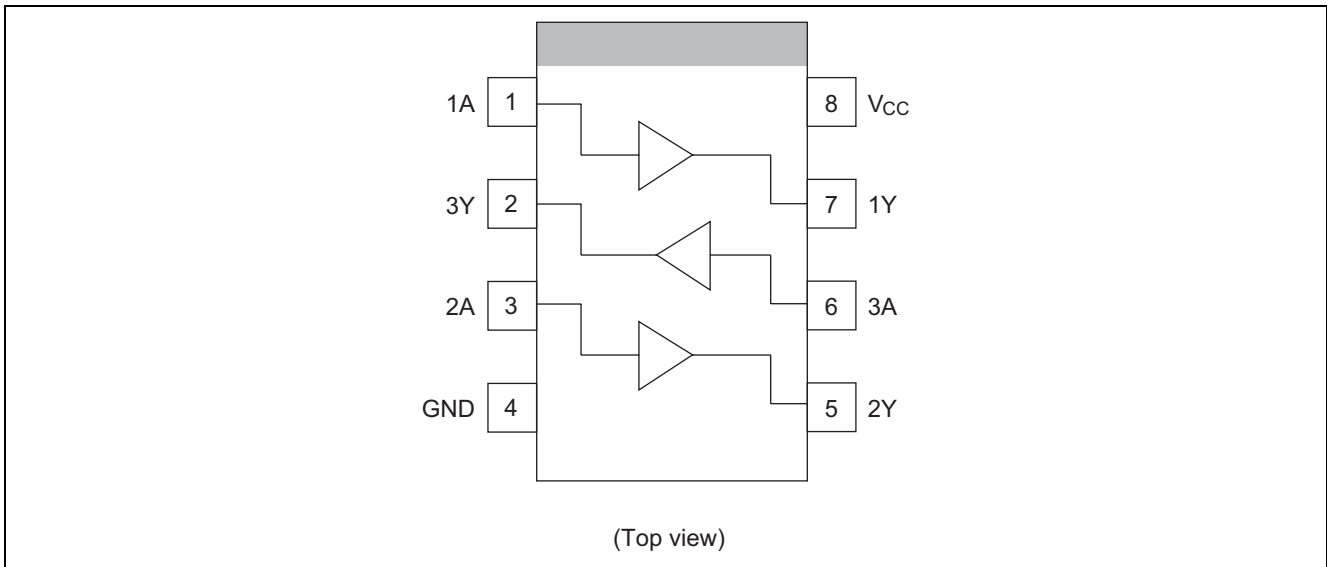 1A 1 8 VCC
3Y 2 7 1Y
2A 3 6 3A
GND 4 5 2Y
(Top view)